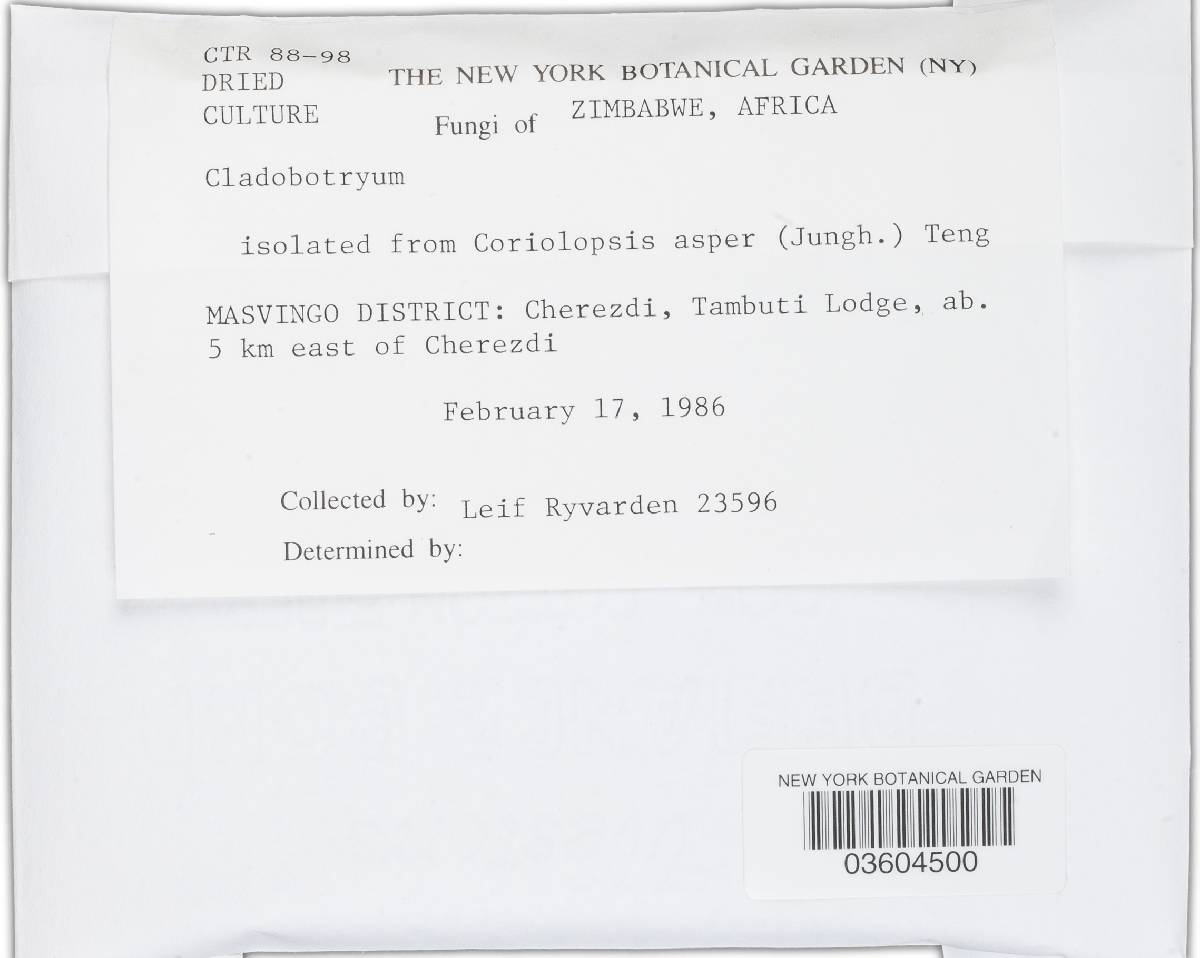 CTR 88-98
DRIED
THE NEW YORK BOTANICAL GARDEN (NY)
CULTURE
Fungi of ZIMBABWE, AFRICA
Cladobotryum
isolated from Coriolopsis asper (Jungh.) Teng
MASVINGO DISTRICT: Cherezdi, Tambuti Lodge, ab.
5 km east of Cherezdi
February 17, 1986
Collected by: Leif Ryvarden 23596
Determined by:
NEW YORK BOTANICAL GARDEN
03604500